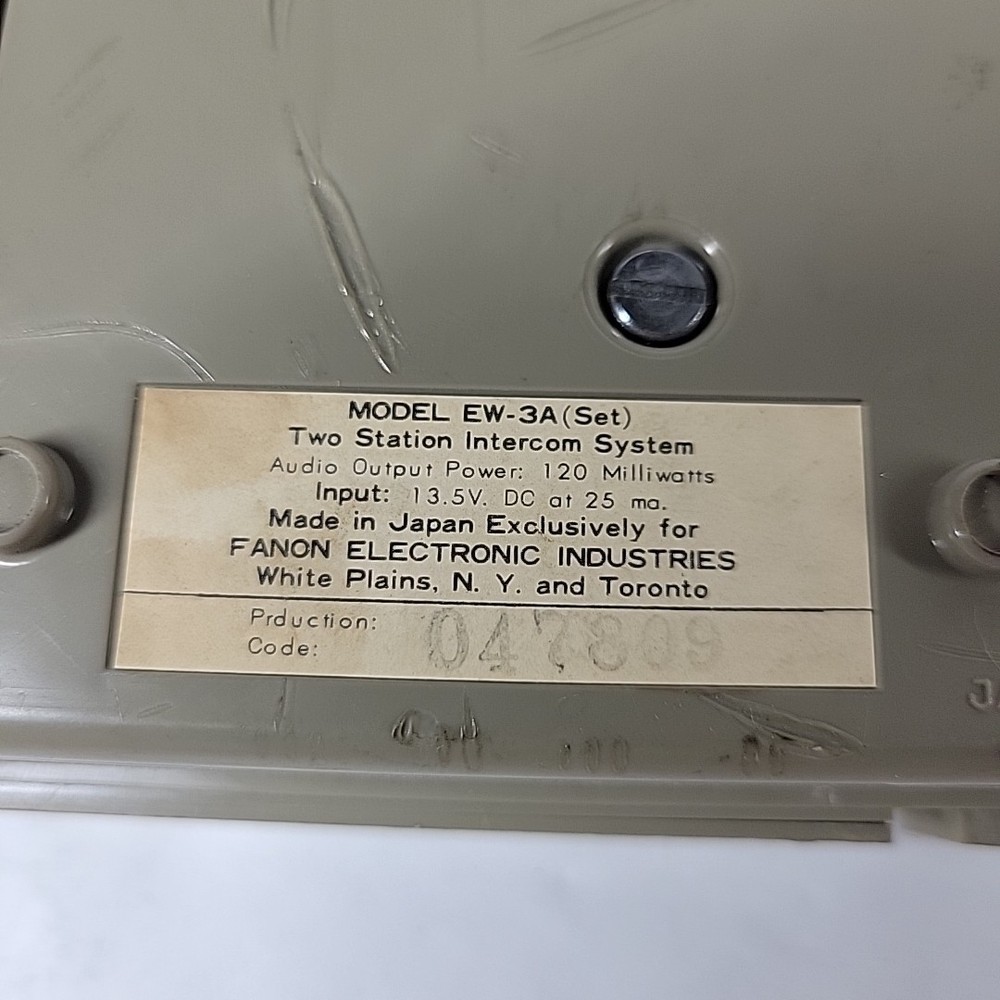 MODEL EW-3A(Set)
Two Station Intercom System
Audio Output Power: 120 Milliwatts
Input: 13.5V. DC at 25 ma.
Made in Japan Exclusively for
FANON ELECTRONIC INDUSTRIES
White Plains, N. Y. and Toronto
Prduction: 047809
Code:
J